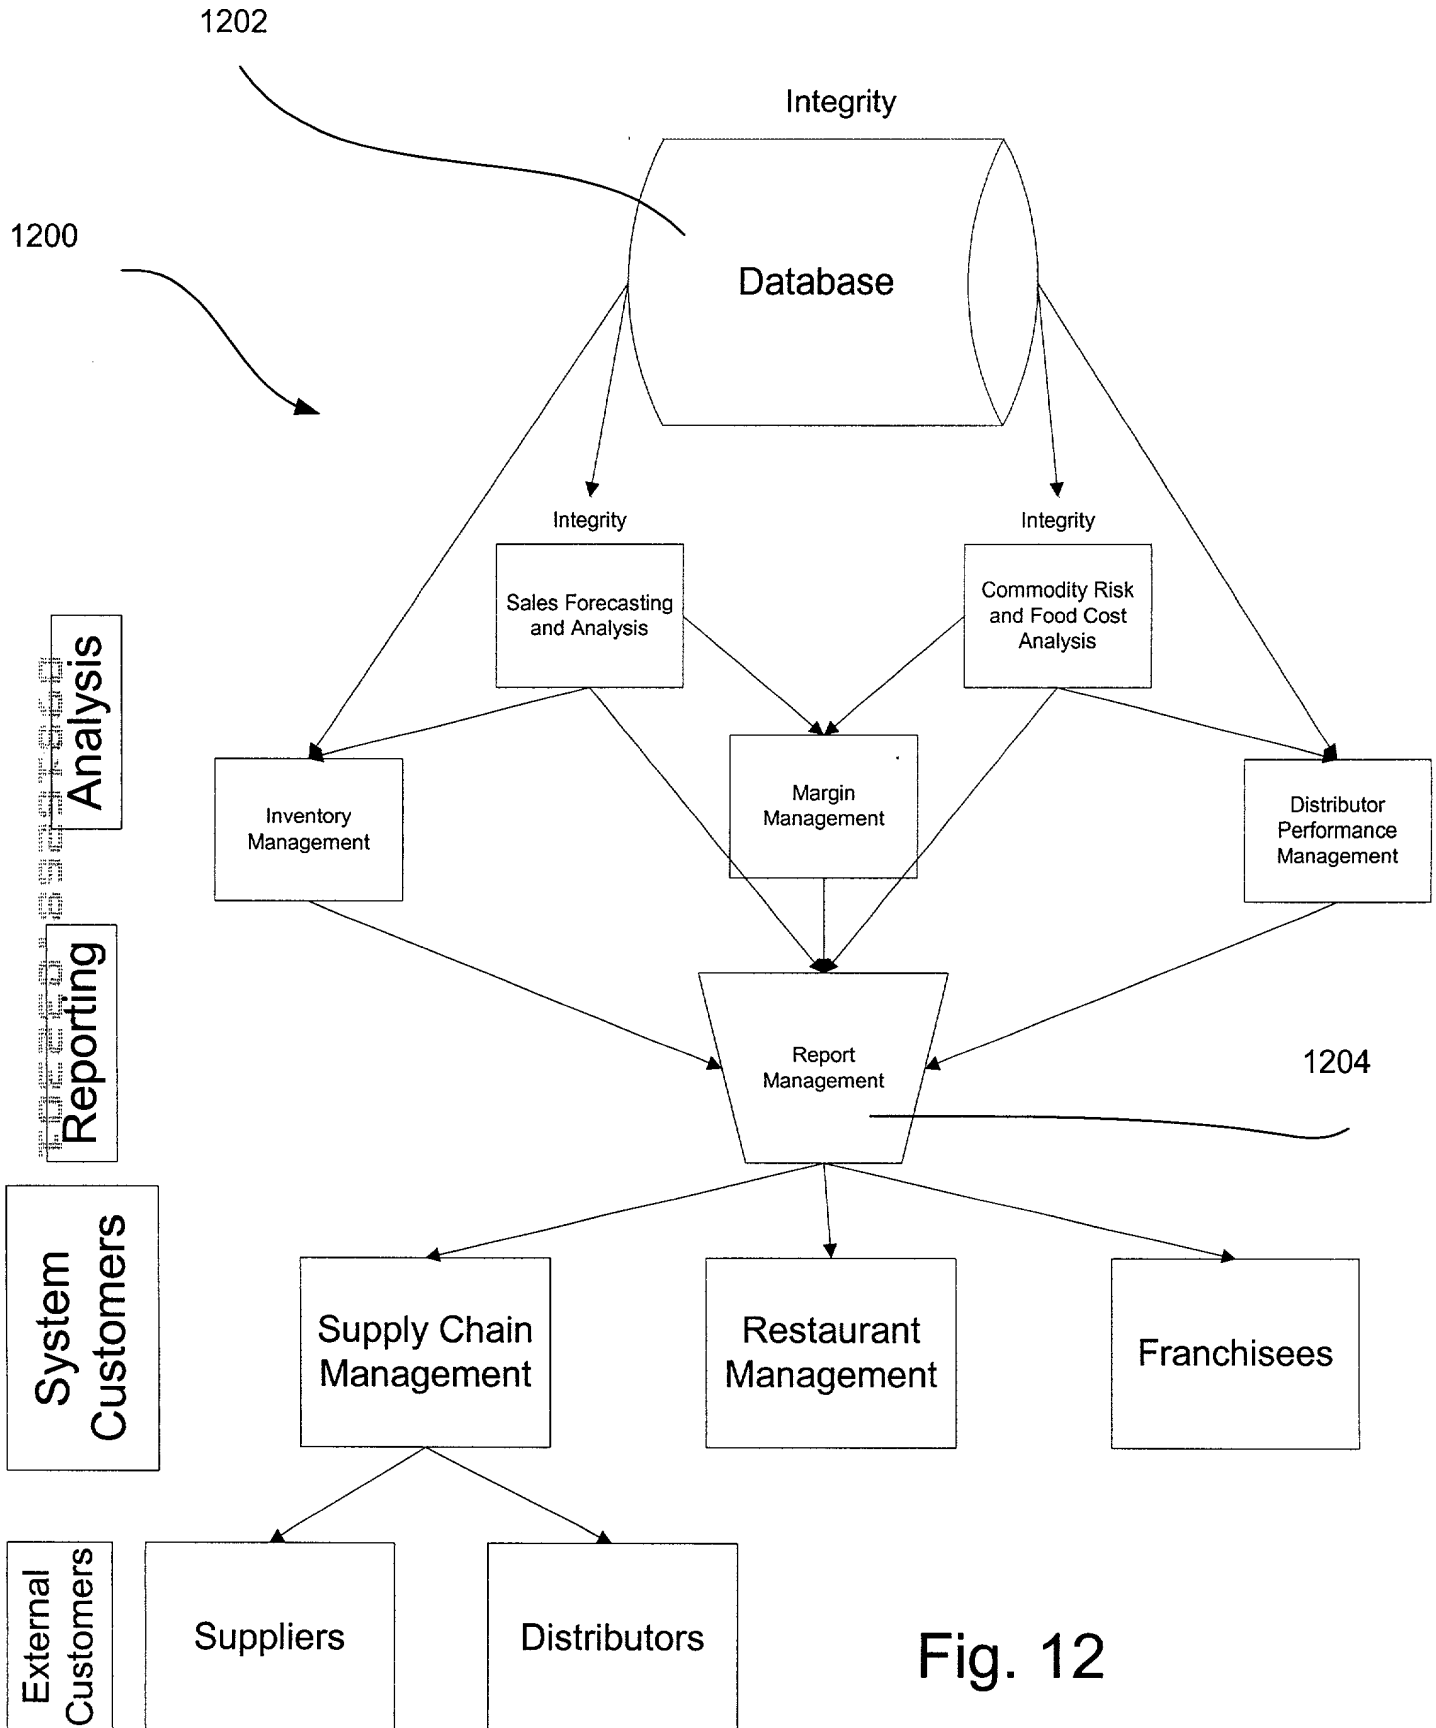 1202
Integrity
1200
Database
Integrity
Integrity
Sales Forecasting
and Analysis
Commodity Risk
and Food Cost
Analysis
Analysis
Inventory
Management
Margin
Management
Distributor
Performance
Management
Reporting
Report
Management
1204
System
Customers
Supply Chain
Management
Restaurant
Management
Franchisees
External
Customers
Suppliers
Distributors
Fig. 12